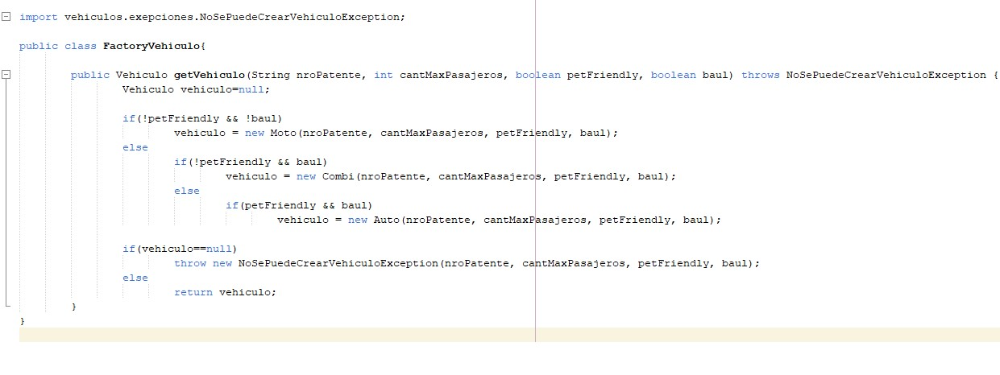 import vehiculos.exepciones.NoSePuedeCrearVehiculoException;
public class FactoryVehiculo{
public Vehiculo getVehiculo(String nroPatente, int cantMaxPasajeros, boolean petFriendly, boolean baul) throws NoSePuedeCrearVehiculoException {
Vehiculo vehiculo=null;
if(!petFriendly && !baul)
vehiculo = new Moto(nroPatente, cantMaxPasajeros, petFriendly, baul);
else
if(!petFriendly && baul)
vehiculo = new Combi(nroPatente, cantMaxPasajeros, petFriendly, baul);
else
if(petFriendly && baul)
vehiculo = new Auto(nroPatente, cantMaxPasajeros, petFriendly, baul);
if(vehiculo==null)
throw new NoSePuedeCrearVehiculoException(nroPatente, cantMaxPasajeros, petFriendly, baul);
else
return vehiculo;
}
}